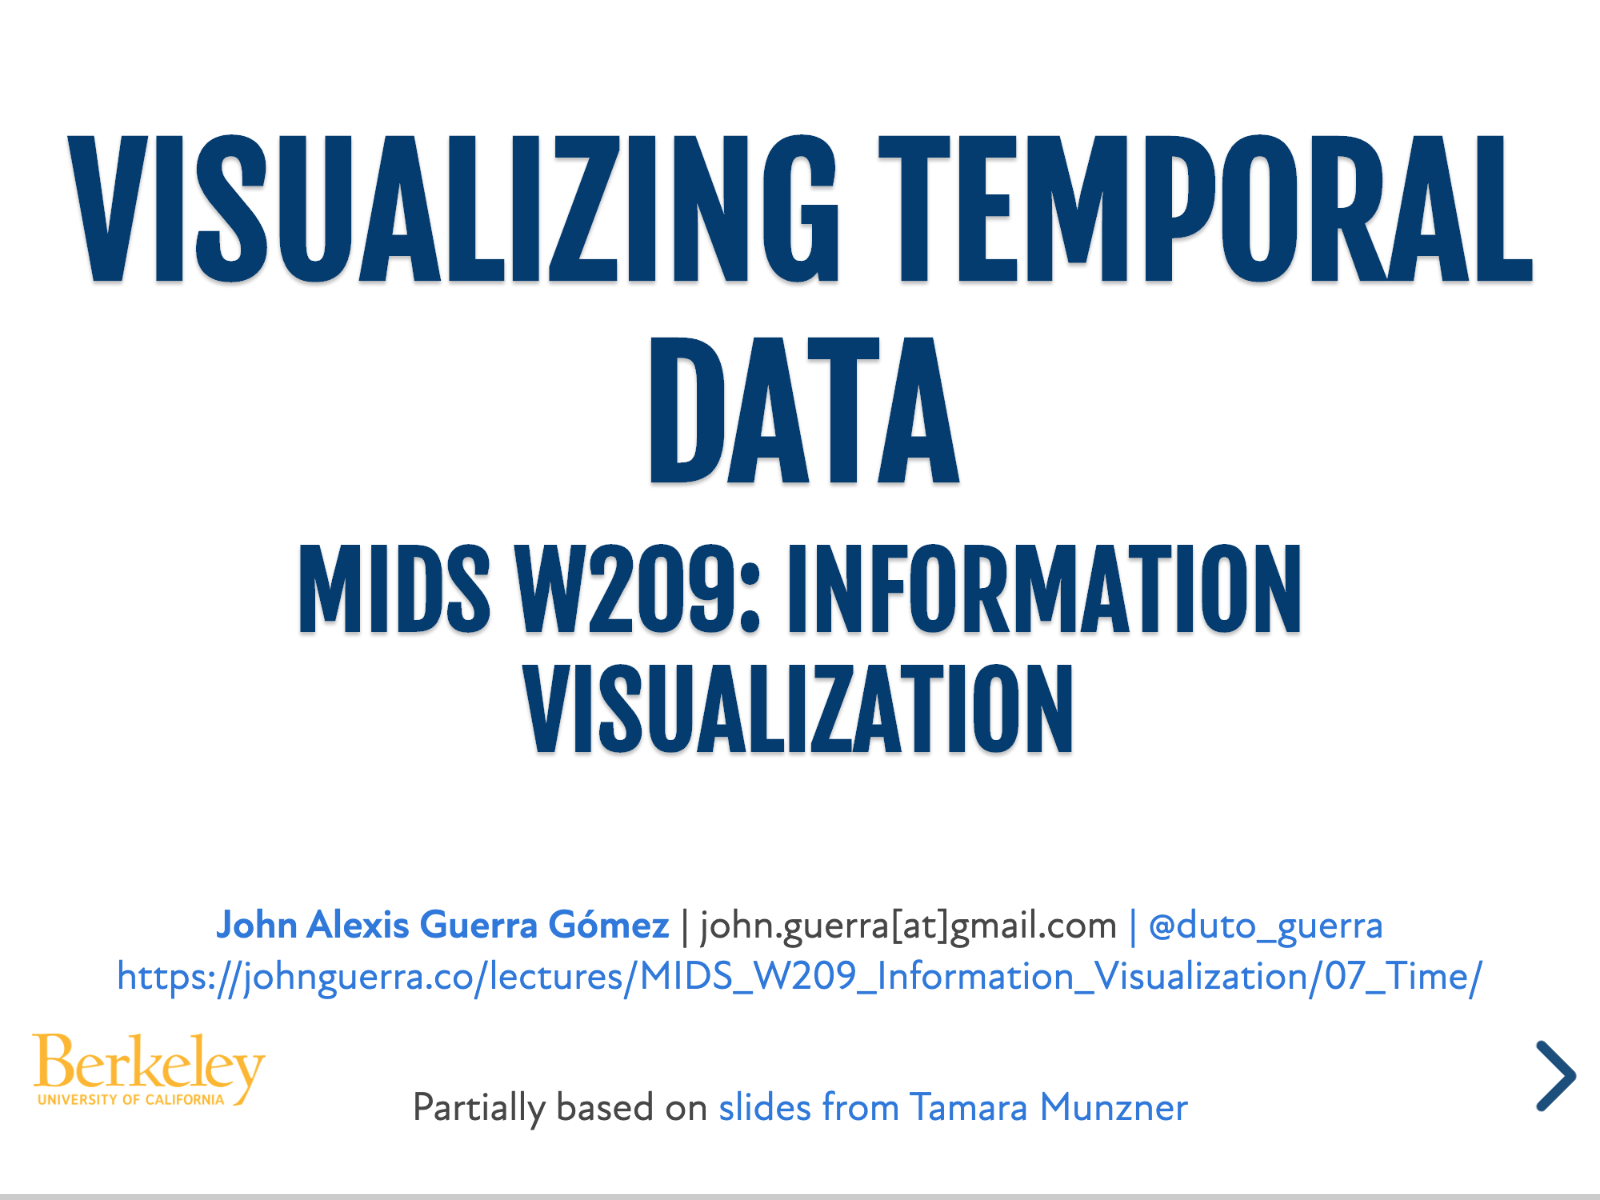 VISUALIZING TEMPORAL
DATA
MIDS W209: INFORMATION
VISUALIZATION
John Alexis Guerra Gómez | john.guerra[at]gmail.com | @duto_guerra
https://johnguerra.co/lectures/MIDS_W209_Information_Visualization/07_Time/
Berkeley
UNIVERSITY OF CALIFORNIA
Partially based on slides from Tamara Munzner